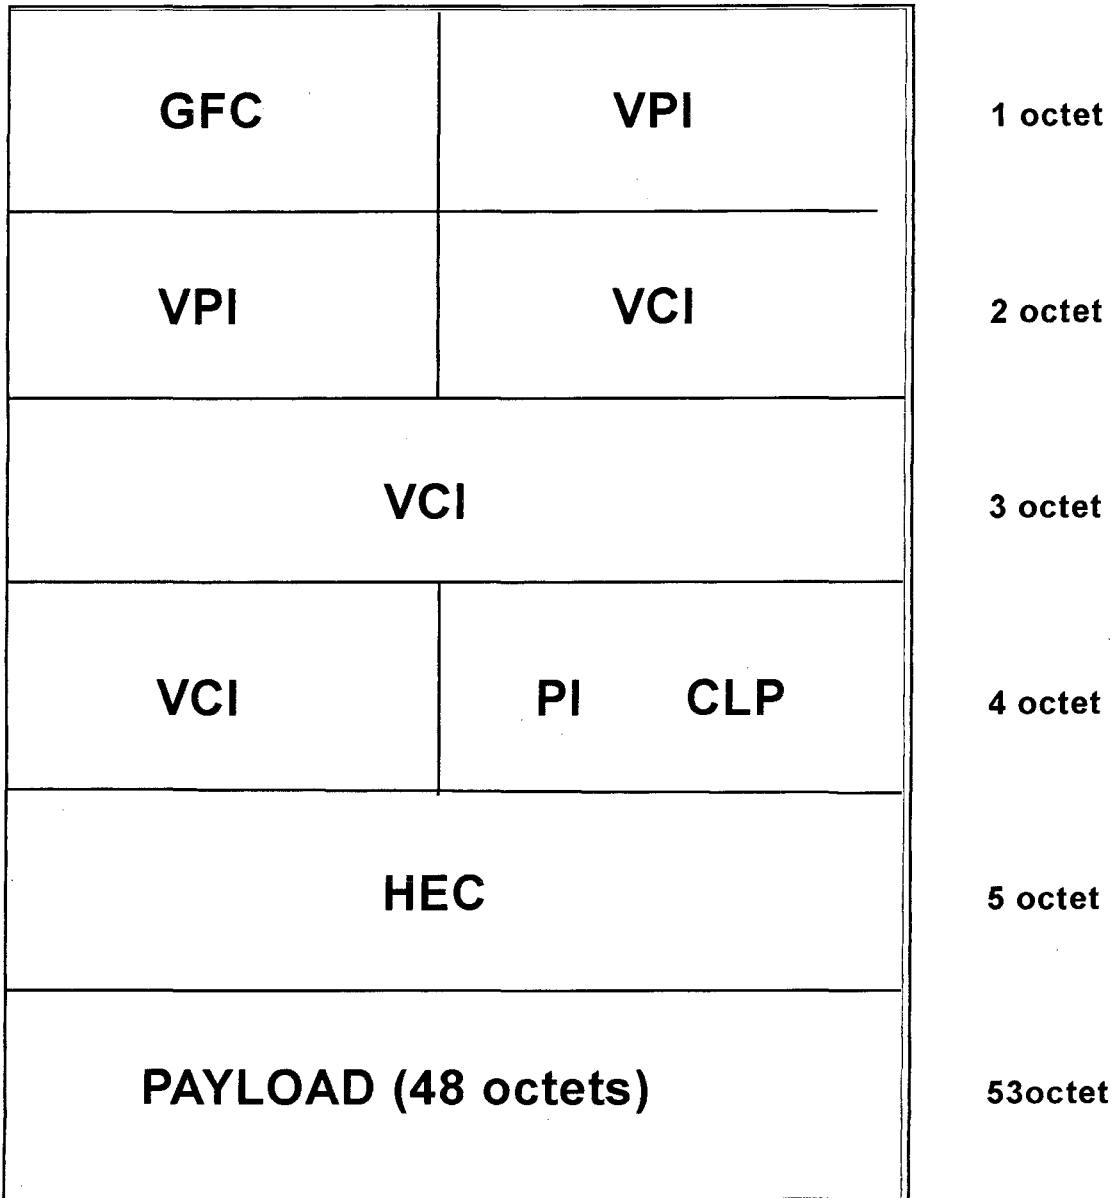 GFC VPI 1 octet
VPI VCI 2 octet
VCI 3 octet
VCI PI CLP 4 octet
HEC 5 octet
PAYLOAD (48 octets) 53octet